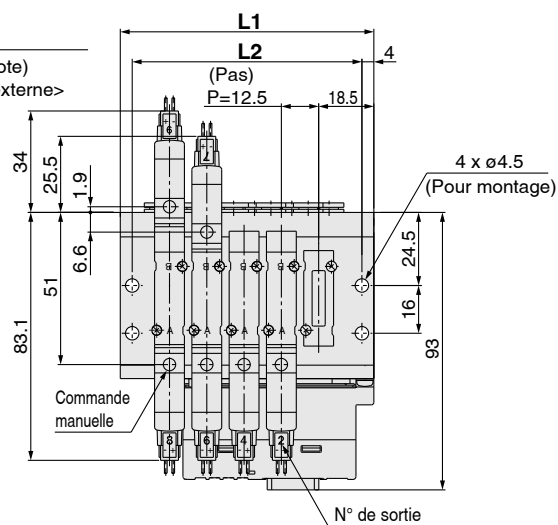 L1
L2
4
ote)
externe>
(Pas)
P=12.5
18.5
34
25.5
1.9
4 x ø4.5
(Pour montage)
6.6
51
83.1
24.5
16
93
B
B
B
B
A
A
A
A
Commande
manuelle
8
6
4
2
N° de sortie